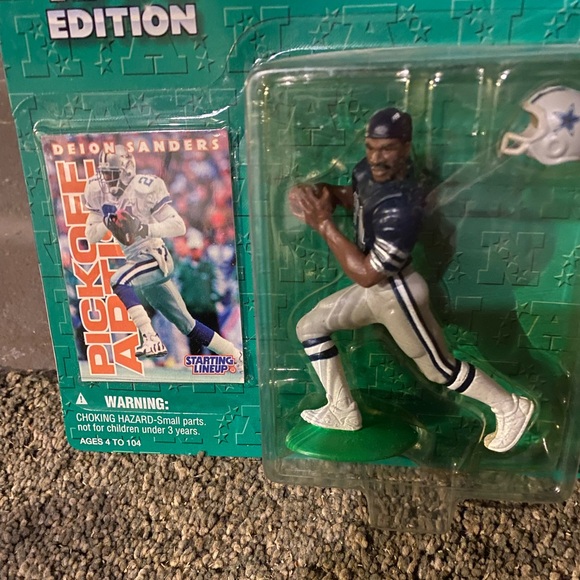 EDITION
DEION SANDERS
PICKOFF
ARTIST
STARTING
LINEUP
WARNING:
CHOKING HAZARD-Small parts.
not for children under 3 years.
AGES 4 TO 104